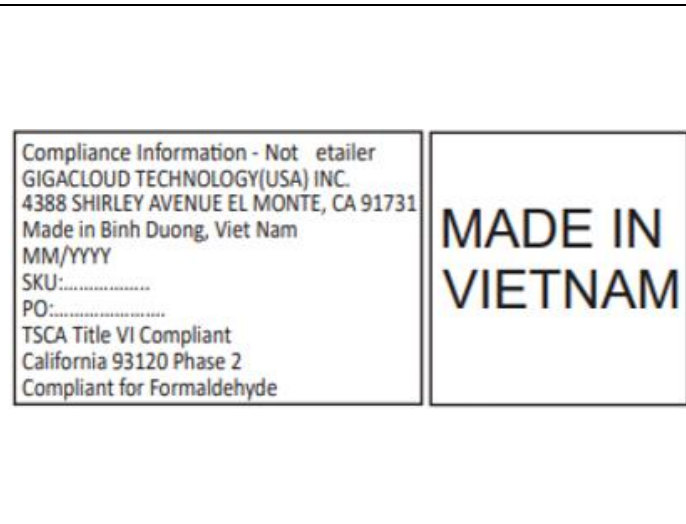 Compliance Information - Not etailer
GIGACLOUD TECHNOLOGY(USA) INC.
4388 SHIRLEY AVENUE EL MONTE, CA 91731
Made in Binh Duong, Viet Nam
MM/YYYY
SKU:..................
PO:.......................
TSCA Title VI Compliant
California 93120 Phase 2
Compliant for Formaldehyde
MADE IN
VIETNAM